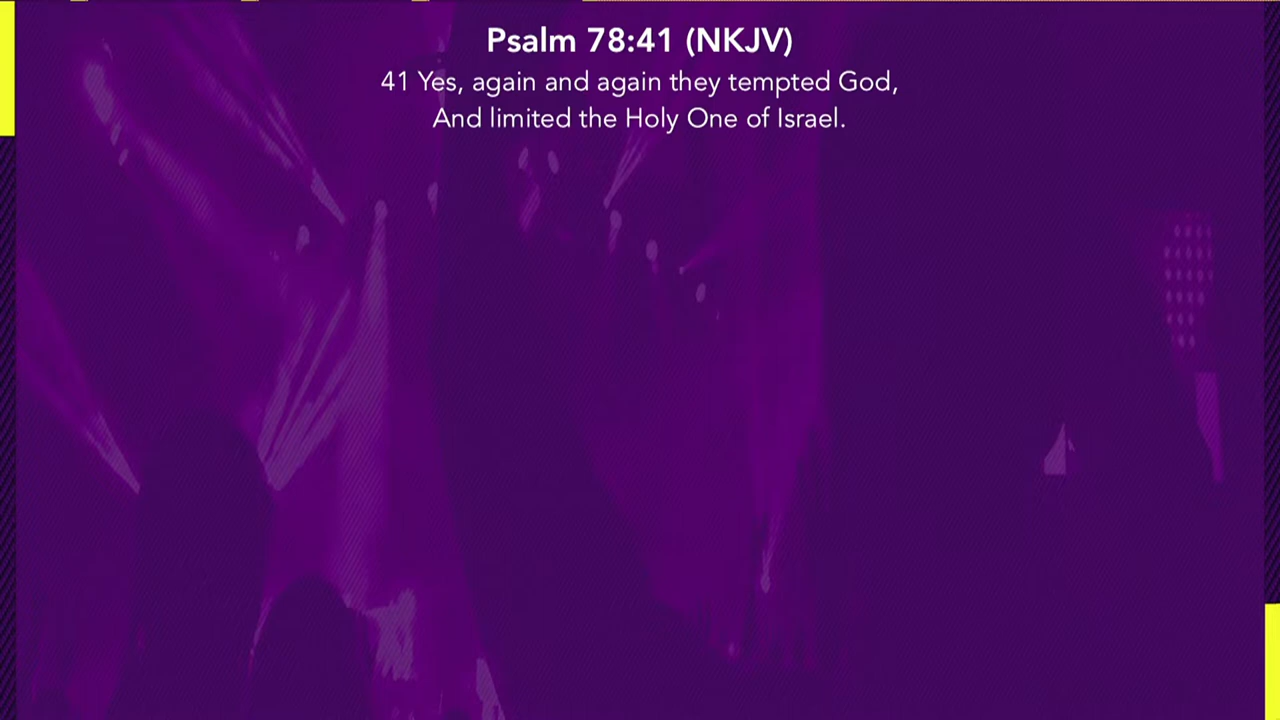 Psalm 78:41 (NKJV)
41 Yes, again and again they tempted God,
And limited the Holy One of Israel.